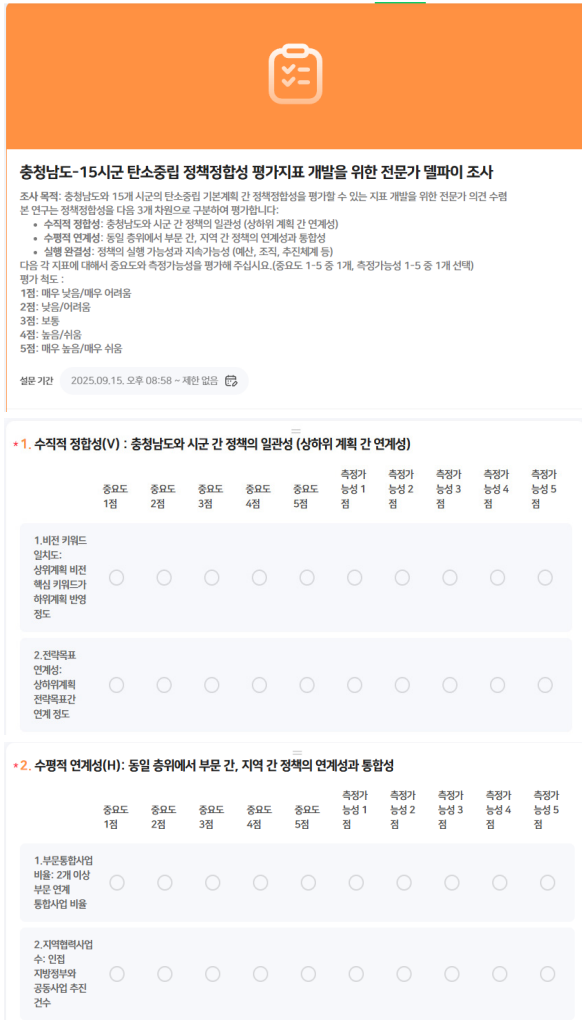 충청남도-15시군 탄소중립 정책정합성 평가지표 개발을 위한 전문가 델파이 조사
조사 목적: 충청남도와 15개 시군의 탄소중립 기본계획 간 정책정합성을 평가할 수 있는 지표 개발을 위한 전문가 의견 수렴
본 연구는 정책정합성을 다음 3개 차원으로 구분하여 평가합니다:
• 수직적 정합성: 충청남도와 시군 간 정책의 일관성 (상하위 계획 간 연계성)
• 수평적 연계성: 동일 층위에서 부문 간, 지역 간 정책의 연계성과 통합성
• 실행 완결성: 정책의 실행 가능성과 지속가능성 (예산, 조직, 추진체계 등)
다음 각 지표에 대해서 중요도와 측정가능성을 평가해 주십시요.(중요도 1-5 중 1개, 측정가능성 1-5 중 1개 선택)
평가 척도 :
1점: 매우 낮음/매우 어려움
2점: 낮음/어려움
3점: 보통
4점: 높음/쉬움
5점: 매우 높음/매우 쉬움
설문 기간 2025.09.15. 오후 08:58 ~ 제한 없음
*1. 수직적 정합성(V) : 충청남도와 시군 간 정책의 일관성 (상하위 계획 간 연계성)
중요도 1점 중요도 2점 중요도 3점 중요도 4점 중요도 5점 측정가능성 1점 측정가능성 2점 측정가능성 3점 측정가능성 4점 측정가능성 5점
1.비전 키워드
일치도:
상위계획 비전
핵심 키워드가
하위계획 반영
정도
2.전략목표
연계성:
상하위계획
전략목표간
연계 정도
*2. 수평적 연계성(H): 동일 층위에서 부문 간, 지역 간 정책의 연계성과 통합성
중요도 1점 중요도 2점 중요도 3점 중요도 4점 중요도 5점 측정가능성 1점 측정가능성 2점 측정가능성 3점 측정가능성 4점 측정가능성 5점
1.부문통합사업
비율: 2개 이상
부문 연계
통합사업 비율
2.지역협력사업
수: 인접
지방정부와
공동사업 추진
건수